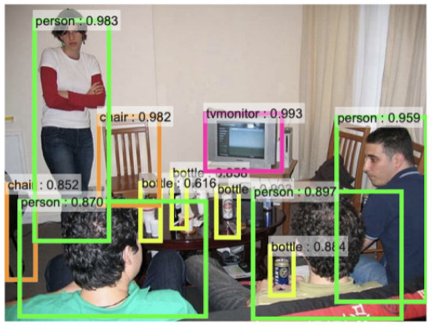 person : 0.983
chair : 0.982
tvmonitor : 0.993
person : 0.959
bottle
bottle : 0.616
chair : 0.852
bottle
person : 0.897
person : 0.870
bottle : 0.884